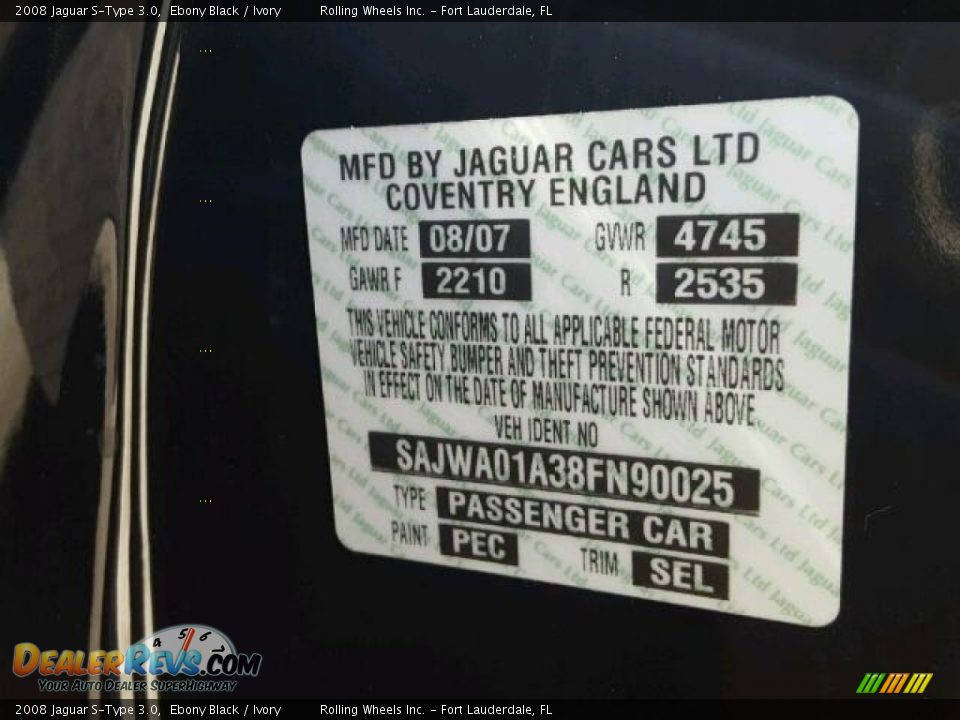 2008 Jaguar S-Type 3.0, Ebony Black / Ivory Rolling Wheels Inc. - Fort Lauderdale, FL
MFD BY JAGUAR CARS LTD
COVENTRY ENGLAND
MFD DATE 08/07 GVWR 4745
GAWR F 2210 R 2535
THIS VEHICLE CONFORMS TO ALL APPLICABLE FEDERAL MOTOR
VEHICLE SAFETY BUMPER AND THEFT PREVENTION STANDARDS
IN EFFECT ON THE DATE OF MANUFACTURE SHOWN ABOVE
VEH IDENT NO
SAJWA01A38FN90025
TYPE PASSENGER CAR
PAINT PEC TRIM SEL
4 5 6
DEALERREVS.COM
YOUR AUTO DEALER SUPERHIGHWAY
2008 Jaguar S-Type 3.0, Ebony Black / Ivory Rolling Wheels Inc. - Fort Lauderdale, FL